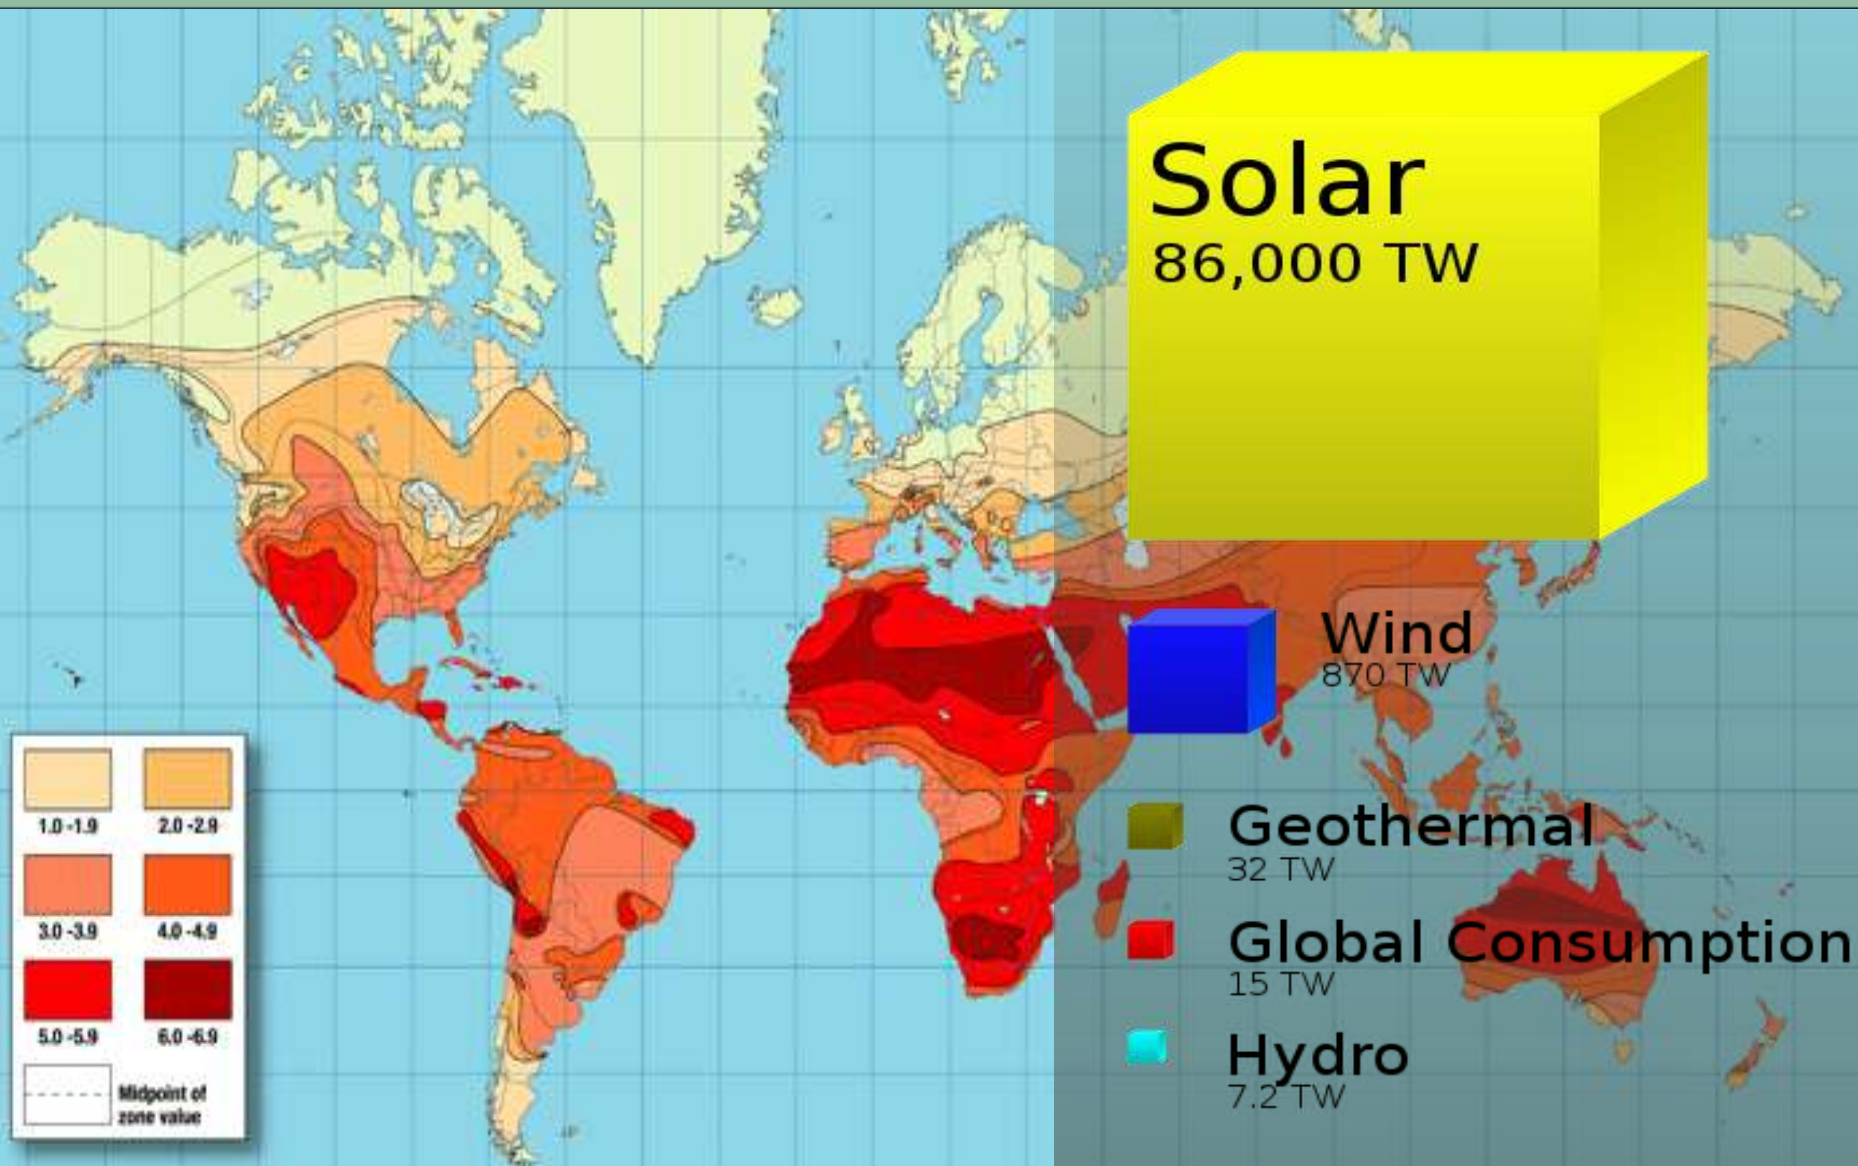 Solar
86,000 TW
Wind
870 TW
Geothermal
32 TW
Global Consumption
15 TW
Hydro
7.2 TW
1.0 -1.9
2.0 -2.9
3.0 -3.9
4.0 -4.9
5.0 -5.9
6.0 -6.9
Midpoint of
zone value